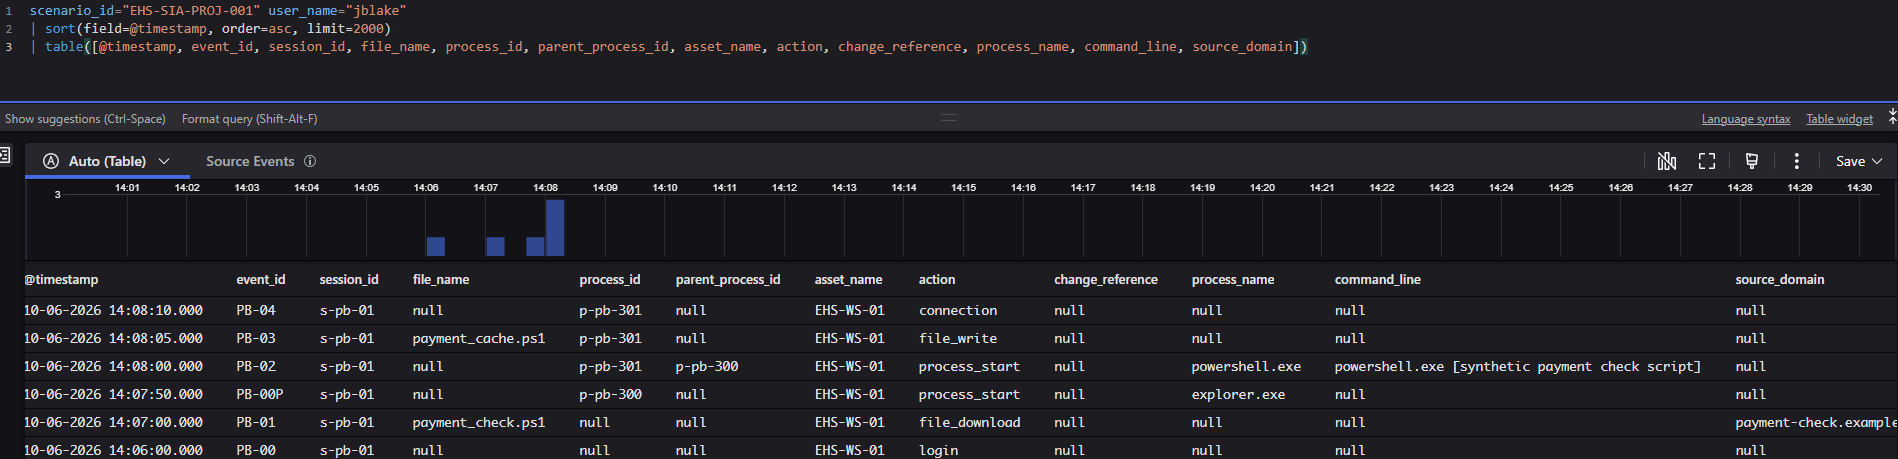 1 scenario_id="EHS-SIA-PROJ-001" user_name="jblake"
2 | sort(field=@timestamp, order=asc, limit=2000)
3 | table([@timestamp, event_id, session_id, file_name, process_id, parent_process_id, asset_name, action, change_reference, process_name, command_line, source_domain])
Show suggestions (Ctrl-Space) Format query (Shift-Alt-F) Language syntax Table widget
A Auto (Table) Source Events Save
14:01 14:02 14:03 14:04 14:05 14:06 14:07 14:08 14:09 14:10 14:11 14:12 14:13 14:14 14:15 14:16 14:17 14:18 14:19 14:20 14:21 14:22 14:23 14:24 14:25 14:26 14:27 14:28 14:29 14:30
3
@timestamp event_id session_id file_name process_id parent_process_id asset_name action change_reference process_name command_line source_domain
10-06-2026 14:08:10.000 PB-04 s-pb-01 null p-pb-301 null EHS-WS-01 connection null null null null
10-06-2026 14:08:05.000 PB-03 s-pb-01 payment_cache.ps1 p-pb-301 null EHS-WS-01 file_write null null null null
10-06-2026 14:08:00.000 PB-02 s-pb-01 null p-pb-301 p-pb-300 EHS-WS-01 process_start null powershell.exe powershell.exe [synthetic payment check script] null
10-06-2026 14:07:50.000 PB-00P s-pb-01 null p-pb-300 null EHS-WS-01 process_start null explorer.exe null null
10-06-2026 14:07:00.000 PB-01 s-pb-01 payment_check.ps1 null null EHS-WS-01 file_download null null null payment-check.example
10-06-2026 14:06:00.000 PB-00 s-pb-01 null null null EHS-WS-01 login null null null null